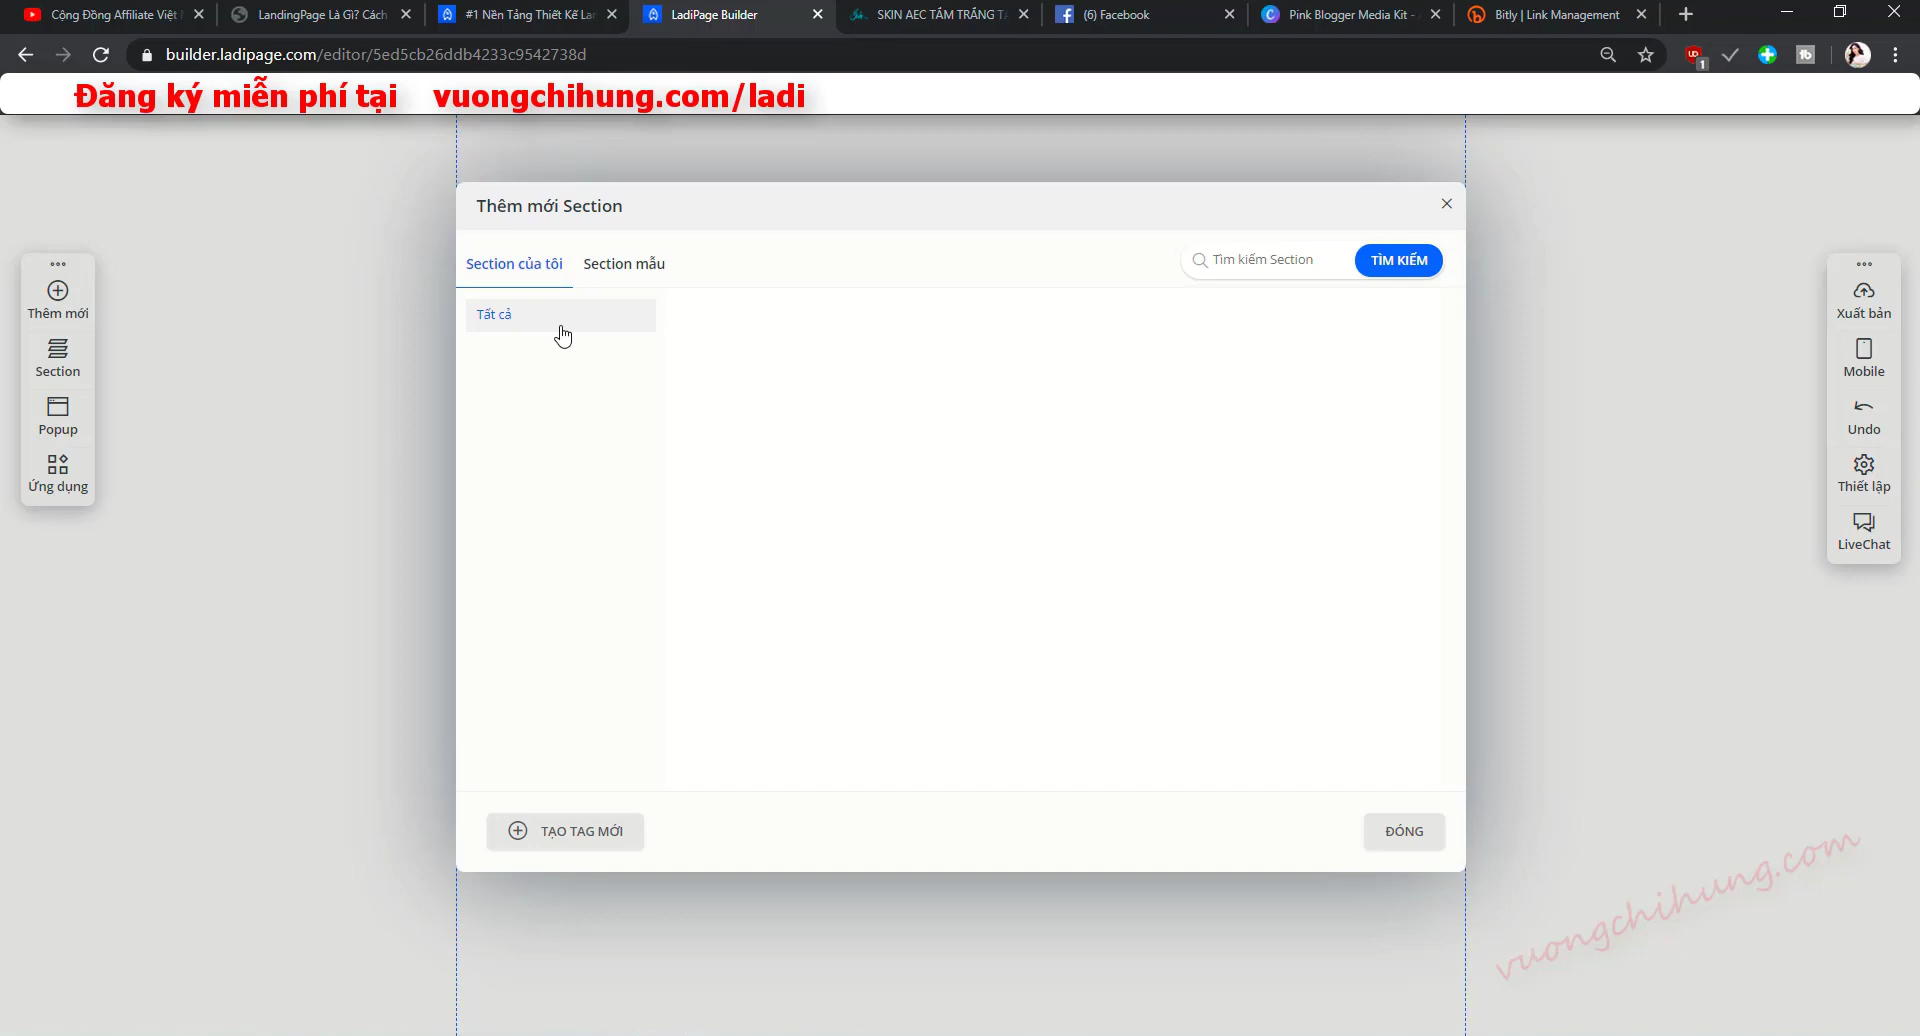 Cộng Đồng Affiliate Việt
LandingPage Là Gì? Cách
#1 Nền Tảng Thiết Kế Lan
LadiPage Builder
SKIN AEC TẮM TRẮNG T
(6) Facebook
Pink Blogger Media Kit -
Bitly | Link Management
builder.ladipage.com/editor/5ed5cb26ddb4233c9542738d
1
Đăng ký miễn phí tại vuongchihung.com/ladi
Thêm mới Section
Section của tôi
Section mẫu
Tìm kiếm Section
TÌM KIẾM
Tất cả
Thêm mới
Section
Popup
Ứng dụng
Xuất bản
Mobile
Undo
Thiết lập
LiveChat
TẠO TAG MỚI
ĐÓNG
vuongchihung.com